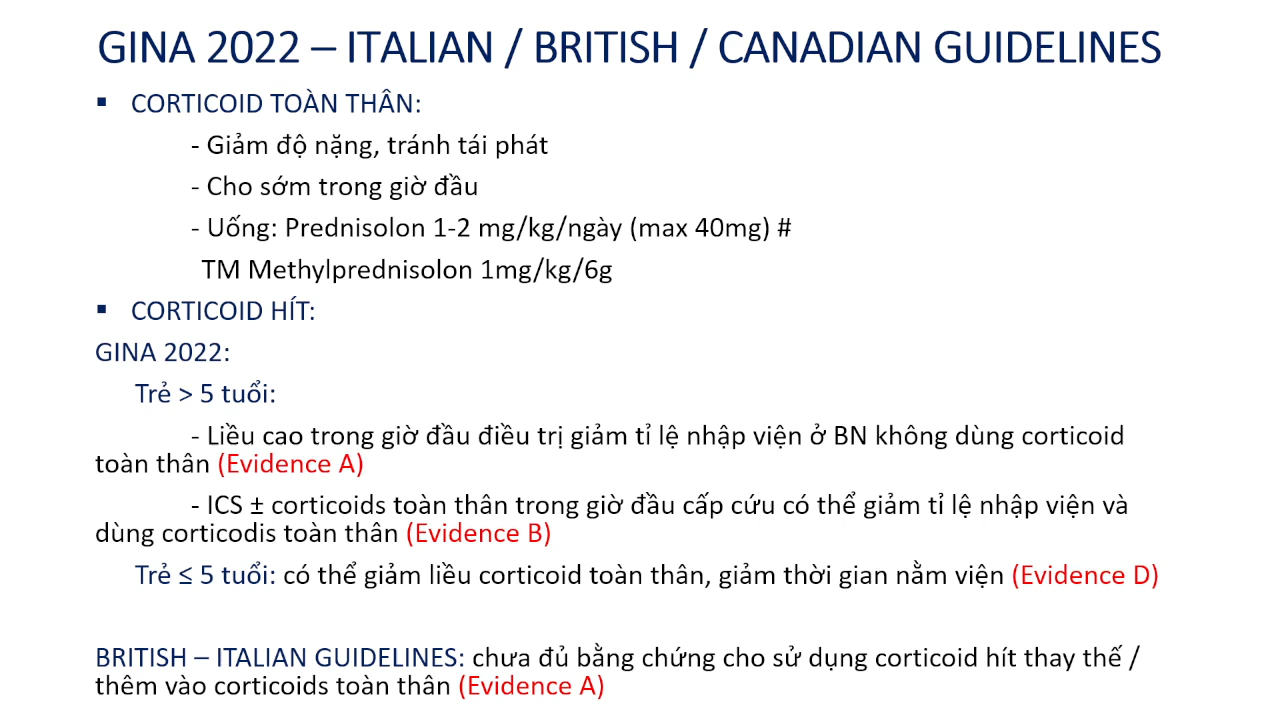 GINA 2022 – ITALIAN / BRITISH / CANADIAN GUIDELINES
▪ CORTICOID TOÀN THÂN:
- Giảm độ nặng, tránh tái phát
- Cho sớm trong giờ đầu
- Uống: Prednisolon 1-2 mg/kg/ngày (max 40mg) #
TM Methylprednisolon 1mg/kg/6g
▪ CORTICOID HÍT:
GINA 2022:
Trẻ > 5 tuổi:
- Liều cao trong giờ đầu điều trị giảm tỉ lệ nhập viện ở BN không dùng corticoid
toàn thân (Evidence A)
- ICS ± corticoids toàn thân trong giờ đầu cấp cứu có thể giảm tỉ lệ nhập viện và
dùng corticodis toàn thân (Evidence B)
Trẻ ≤ 5 tuổi: có thể giảm liều corticoid toàn thân, giảm thời gian nằm viện (Evidence D)
BRITISH – ITALIAN GUIDELINES: chưa đủ bằng chứng cho sử dụng corticoid hít thay thế /
thêm vào corticoids toàn thân (Evidence A)